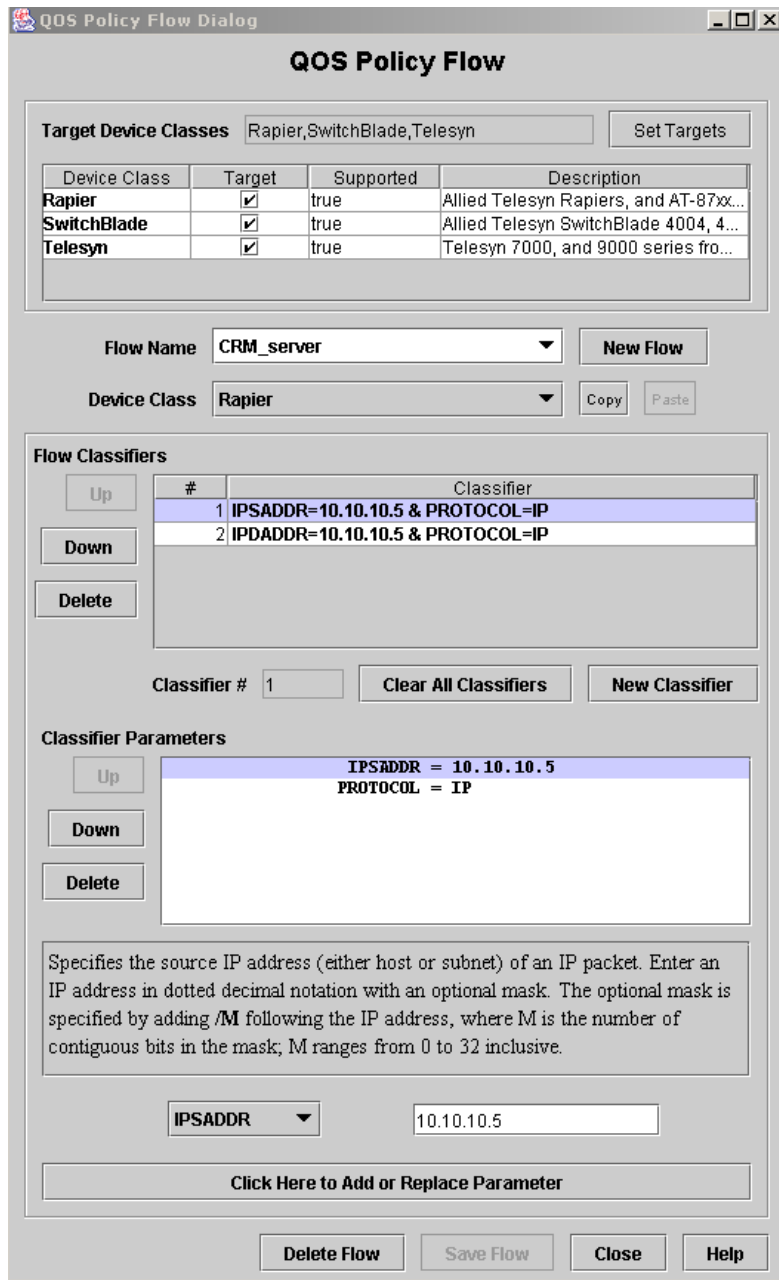 QOS Policy Flow Dialog
QOS Policy Flow
Target Device Classes Rapier,SwitchBlade,Telesyn Set Targets
Device Class Target Supported Description
Rapier true Allied Telesyn Rapiers, and AT-87xx...
SwitchBlade true Allied Telesyn SwitchBlade 4004, 4...
Telesyn true Telesyn 7000, and 9000 series fro...
Flow Name CRM_server New Flow
Device Class Rapier Copy Paste
Flow Classifiers
Up
# Classifier
1 IPSADDR=10.10.10.5 & PROTOCOL=IP
2 IPDADDR=10.10.10.5 & PROTOCOL=IP
Down
Delete
Classifier # 1 Clear All Classifiers New Classifier
Classifier Parameters
Up
IPSADDR = 10.10.10.5
PROTOCOL = IP
Down
Delete
Specifies the source IP address (either host or subnet) of an IP packet. Enter an
IP address in dotted decimal notation with an optional mask. The optional mask is
specified by adding /M following the IP address, where M is the number of
contiguous bits in the mask; M ranges from 0 to 32 inclusive.
IPSADDR 10.10.10.5
Click Here to Add or Replace Parameter
Delete Flow Save Flow Close Help